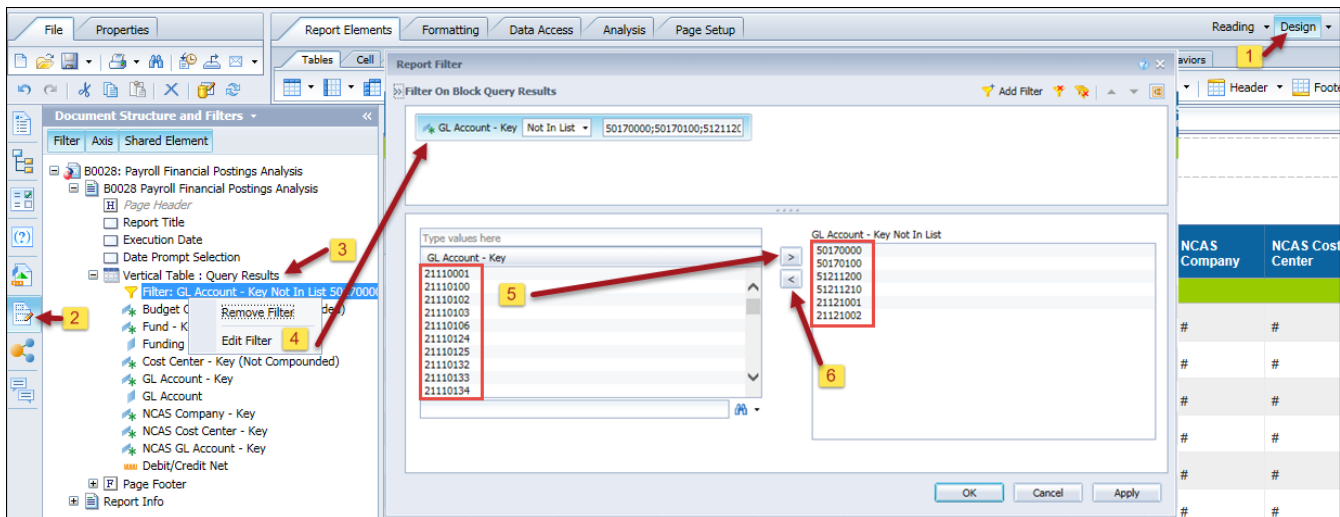 File Properties Report Elements Formatting Data Access Analysis Page Setup Reading Design
1
Tables Cell
Report Filter
aviors
Filter On Block Query Results Add Filter
Header
Foote
Document Structure and Filters
Filter Axis Shared Element
GL Account - Key Not In List 50170000;50170100;5121120
B0028: Payroll Financial Postings Analysis
B0028 Payroll Financial Postings Analysis
H Page Header
Report Title
Execution Date
Date Prompt Selection
3
Vertical Table : Query Results
Filter: GL Account - Key Not In List 5017000
2
Remove Filter
Edit Filter
4
Fund - K
Funding
Cost Center - Key (Not Compounded)
GL Account - Key
GL Account
NCAS Company - Key
NCAS Cost Center - Key
NCAS GL Account - Key
Debit/Credit Net
F Page Footer
Report Info
Type values here
GL Account - Key
21110001
21110100
21110102
21110103
21110106
21110124
21110125
21110132
21110133
21110134
5
>
<
6
GL Account - Key Not In List
50170000
50170100
51211200
51211210
21121001
21121002
OK Cancel Apply
NCAS Company
NCAS Cost Center
# #
# #
# #
# #
# #